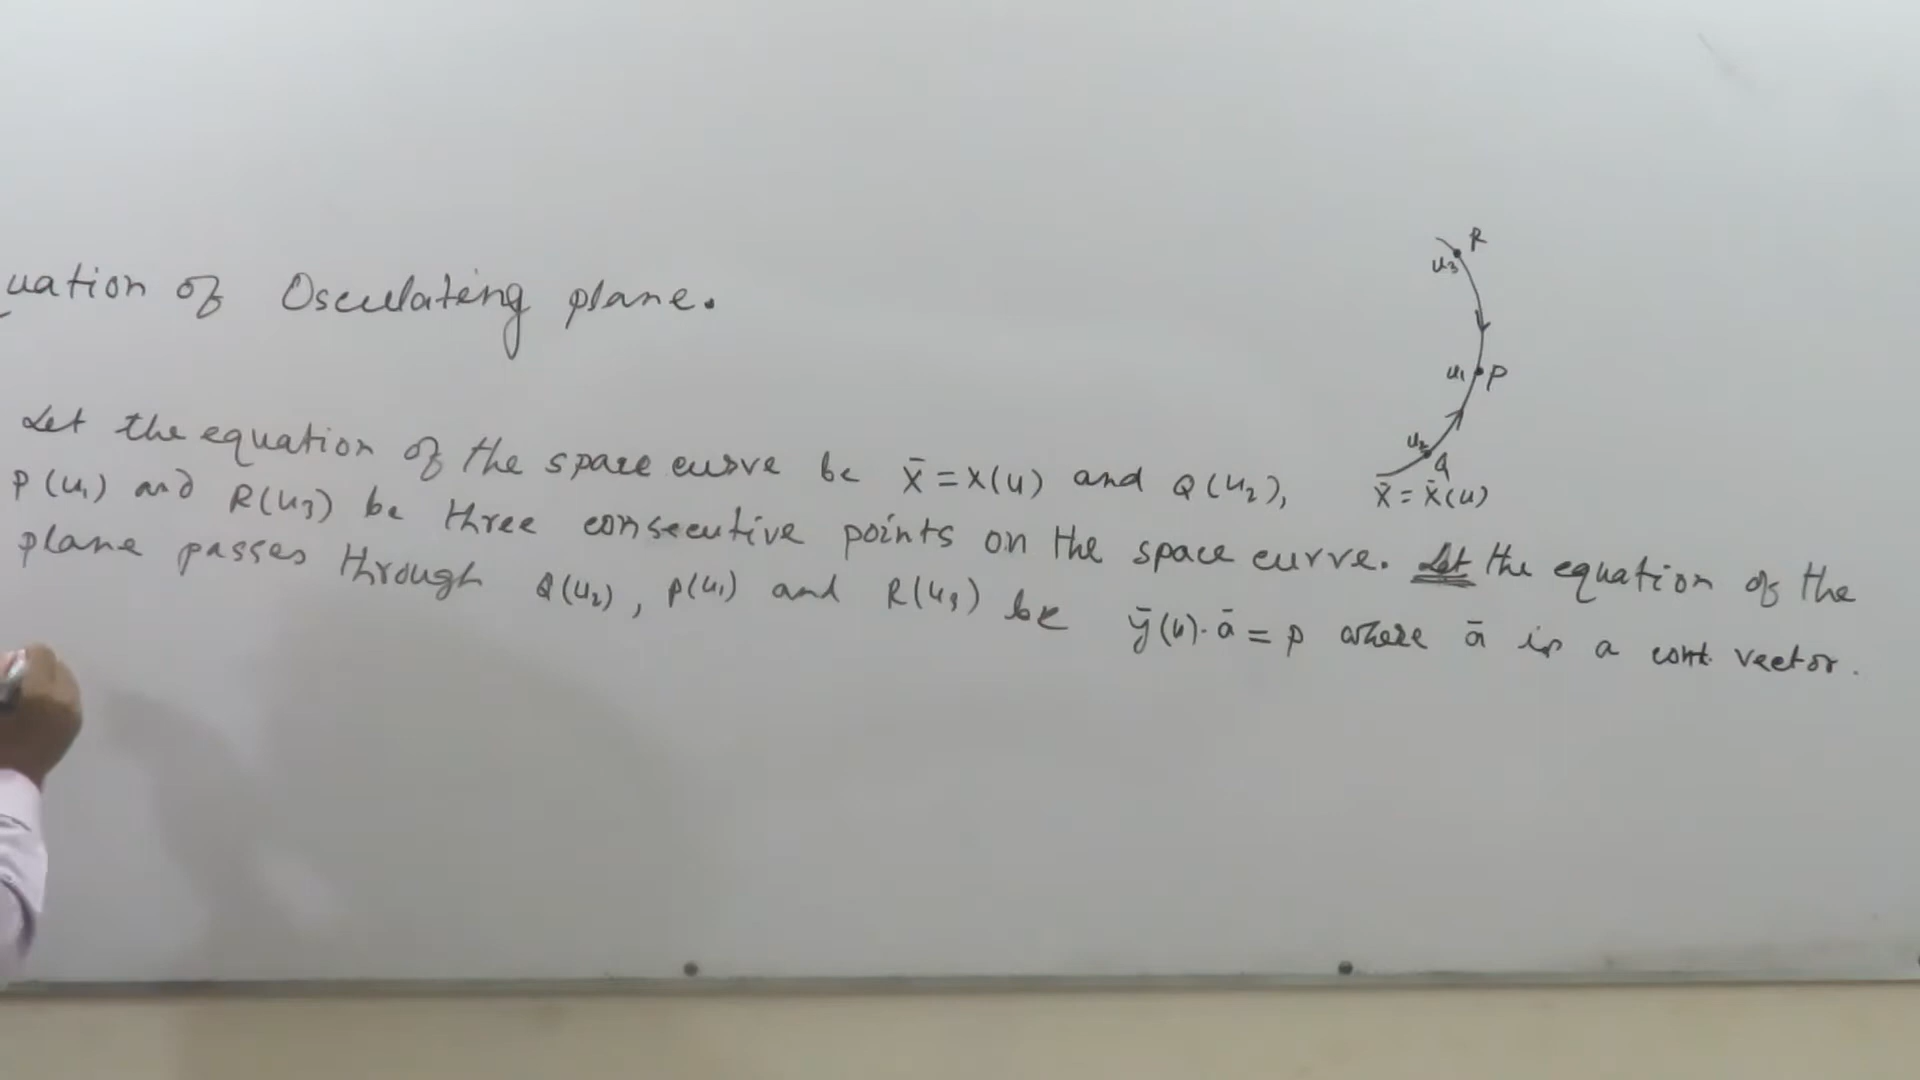 uation of Osculating plane.
Let the equation of the space curve be x̄ = x(u) and Q(u₂),
P(u₁) and R(u₃) be three consecutive points on the space curve. Let the equation of the
plane passes through Q(u₂), P(u₁) and R(u₃) be ȳ(u)·ā = p where ā is a cont. vector.
R
u₃
u₁ P
u₂
Q
x̄ = x̄(u)